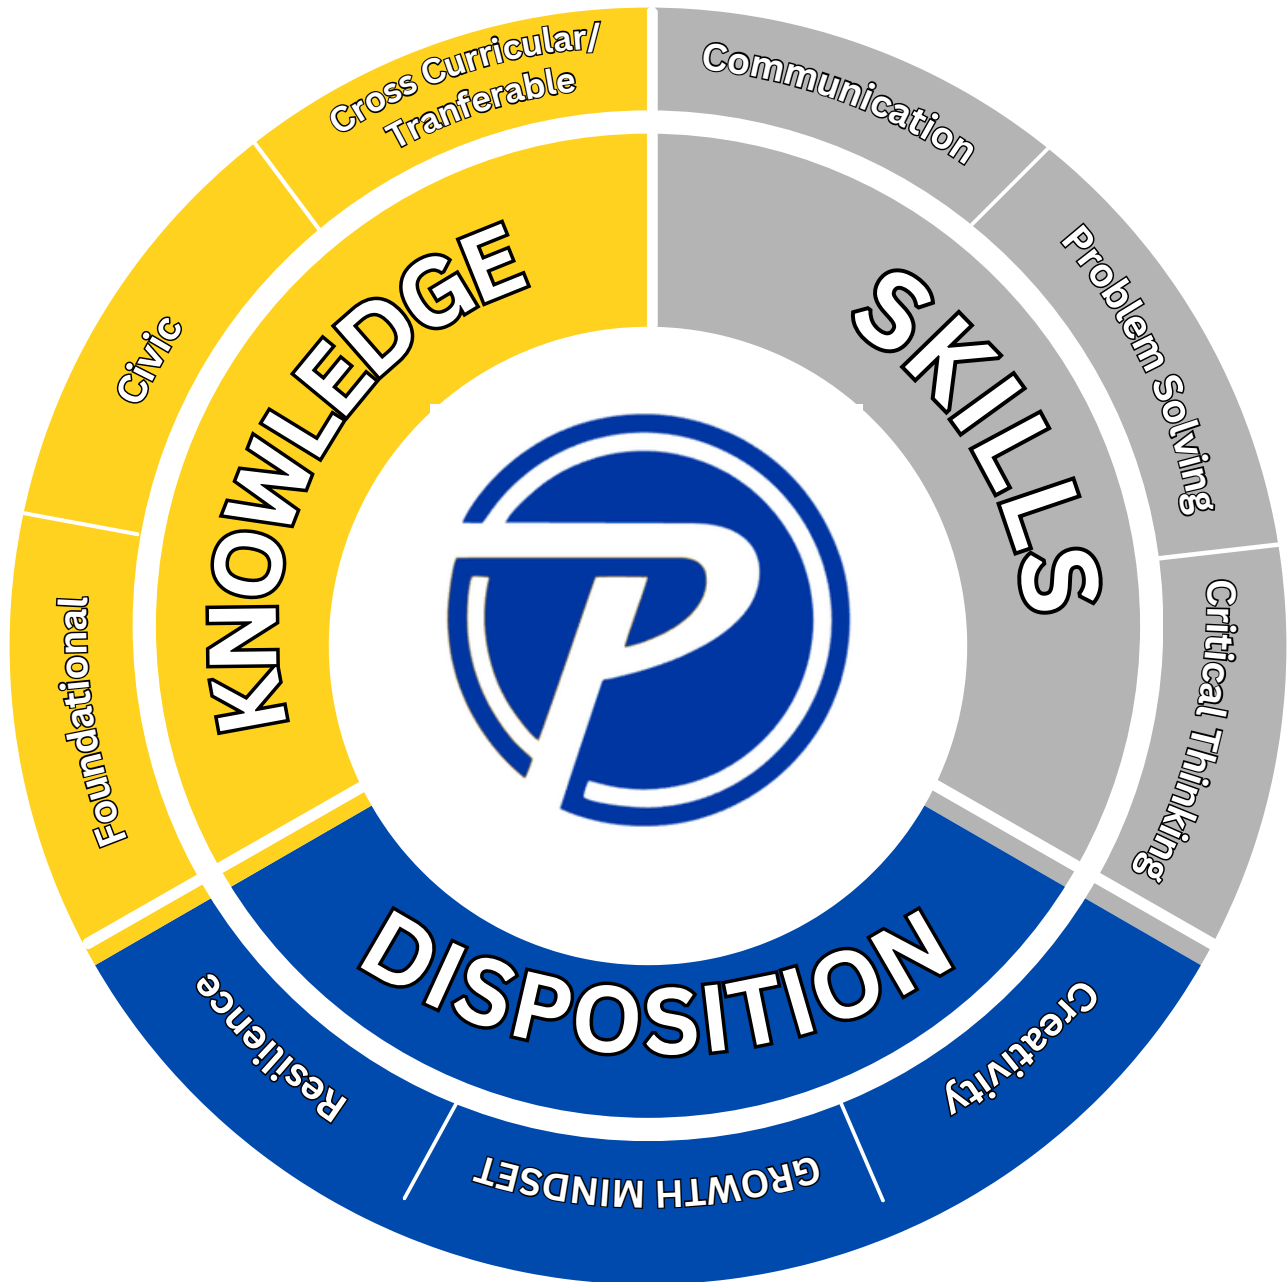 KNOWLEDGE
Foundational
Civic
Cross Curricular/
Tranferable
SKILLS
Communication
Problem Solving
Critical Thinking
DISPOSITION
Creativity
GROWTH MINDSET
Resilience
P